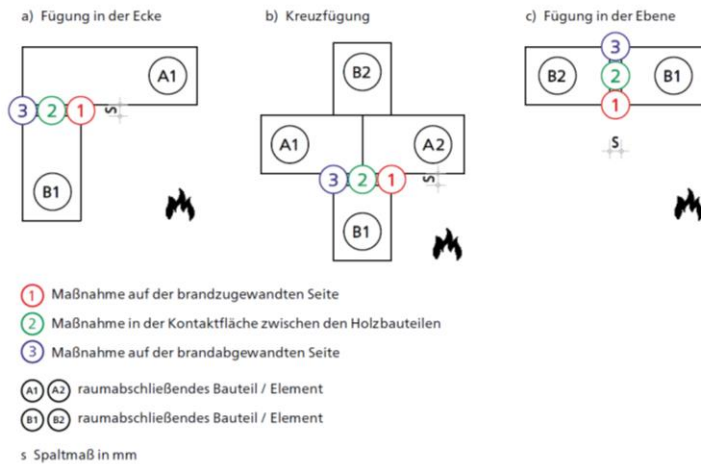 a) Fügung in der Ecke
b) Kreuzfügung
c) Fügung in der Ebene
A1
3 2 1 s
B1
B2
A1 A2
3 2 1 s
B1
3
B2 2 B1
1
s
1 Maßnahme auf der brandzugewandten Seite
2 Maßnahme in der Kontaktfläche zwischen den Holzbauteilen
3 Maßnahme auf der brandabgewandten Seite
A1 A2 raumabschließendes Bauteil / Element
B1 B2 raumabschließendes Bauteil / Element
s Spaltmaß in mm